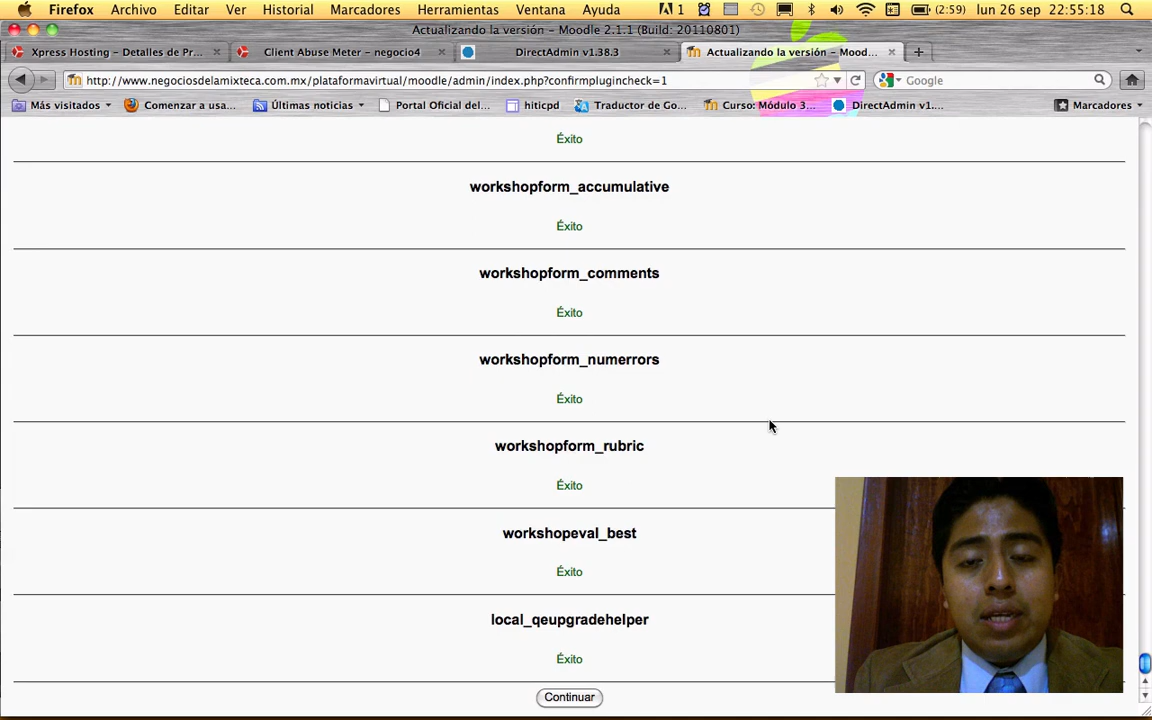 Firefox Archivo Editar Ver Historial Marcadores Herramientas Ventana Ayuda 1 (2:59) lun 26 sep 22:55:18
Actualizando la versión – Moodle 2.1.1 (Build: 20110801)
Xpress Hosting – Detalles de Pr... Client Abuse Meter – negocio4 DirectAdmin v1.38.3 Actualizando la versión – Mood...
http://www.negociosdelamixteca.com.mx/plataformavirtual/moodle/admin/index.php?confirmplugincheck=1 Google
Más visitados Comenzar a usa... Últimas noticias Portal Oficial del... hiticpd Traductor de Go... Curso: Módulo 3... DirectAdmin v1.... Marcadores
Éxito
workshopform_accumulative
Éxito
workshopform_comments
Éxito
workshopform_numerrors
Éxito
workshopform_rubric
Éxito
workshopeval_best
Éxito
local_qeupgradehelper
Éxito
Continuar